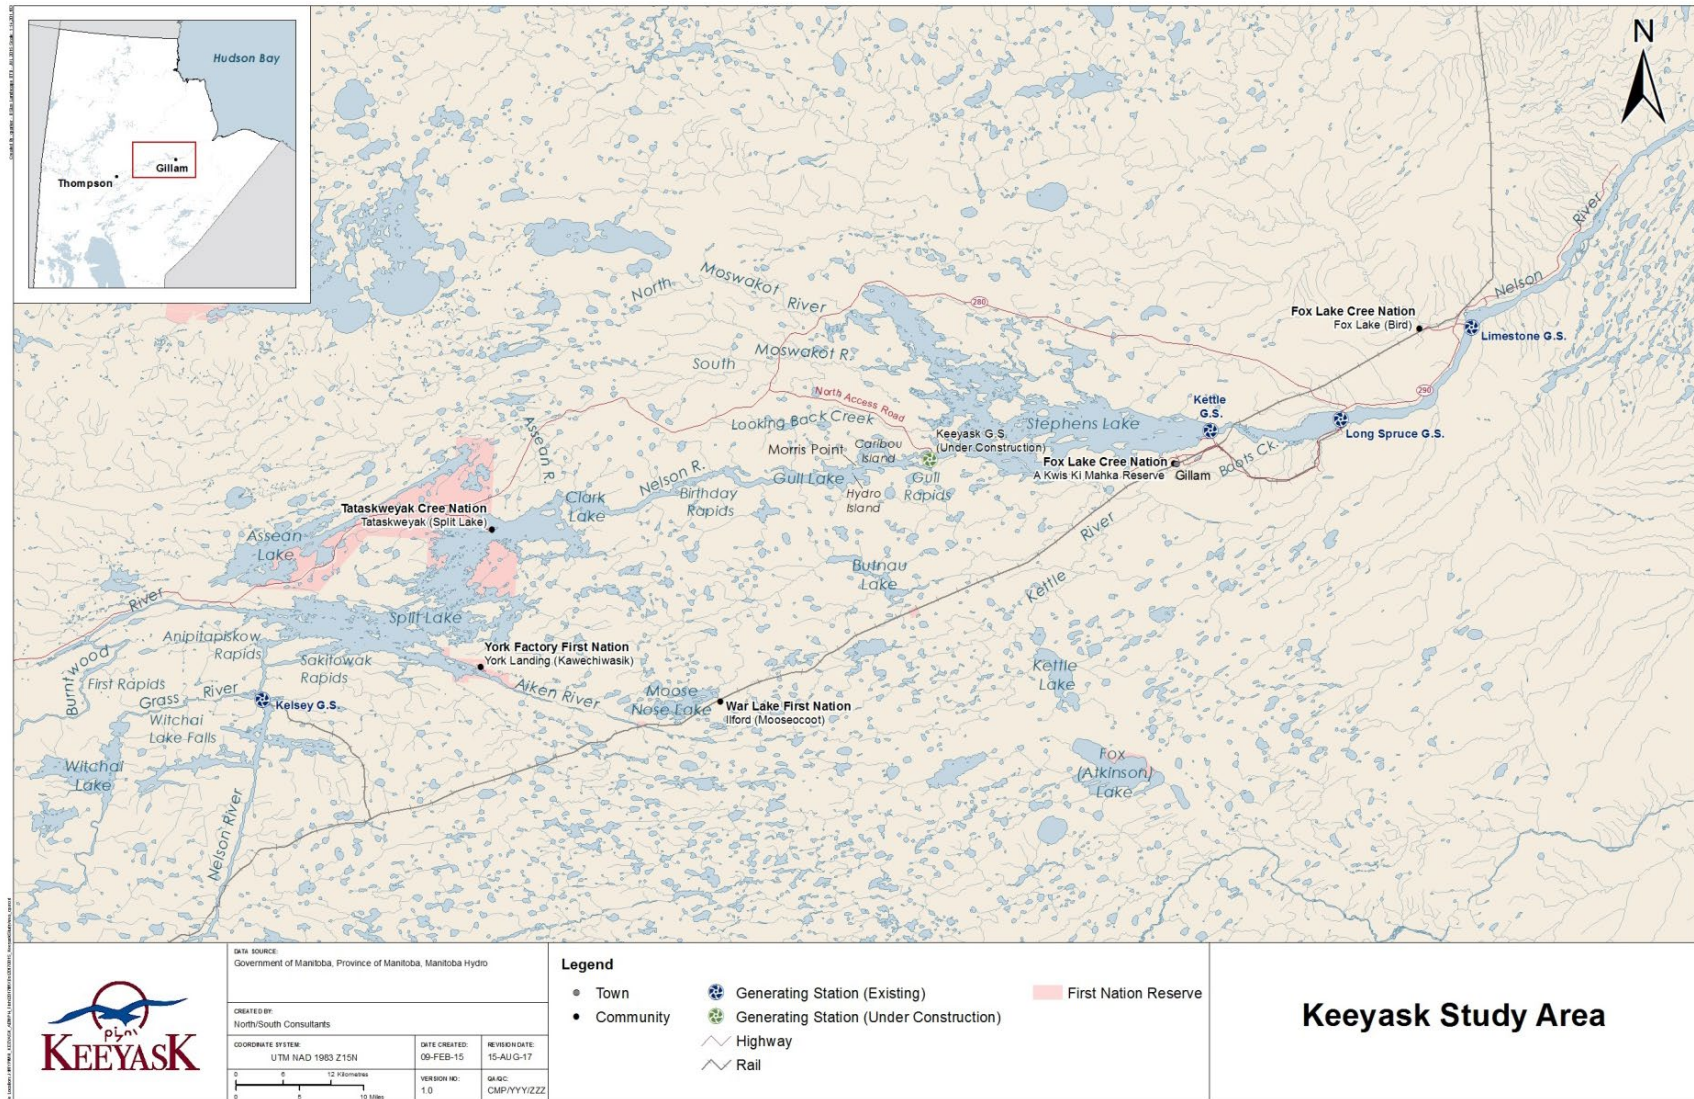 Hudson Bay
Gillam
Thompson
N
North
Moswakot
River
South
Moswakot R.
280
North Access Road
Looking Back Creek
Stephens Lake
Fox Lake Cree Nation
Fox Lake (Bird)
Nelson
River
Limestone G.S.
290
Kettle
G.S.
Long Spruce G.S.
Boots Ck.
Keeyask G.S.
(Under Construction)
Fox Lake Cree Nation
A Kwis Ki Mahka Reserve
Gillam
Morris Point
Caribou
Island
Gull Lake
Hydro
Island
Gull
Rapids
Assean R.
Nelson R.
Birthday
Rapids
Clark
Lake
Tataskweyak Cree Nation
Tataskweyak (Split Lake)
Assean
Lake
Butnau
Lake
Kettle
River
Split Lake
River
Burntwood
Anipitapiskow
Rapids
Sakitowak
Rapids
First Rapids
Grass
River
Kelsey G.S.
Witchai
Lake Falls
Witchai
Lake
Nelson River
York Factory First Nation
York Landing (Kawechiwasik)
Aiken River
Moose
Nose Lake
War Lake First Nation
Ilford (Mooseocoot)
Kettle
Lake
Fox
(Atkinson)
Lake
KEEYASK
DATA SOURCE:
Government of Manitoba, Province of Manitoba, Manitoba Hydro
CREATED BY:
North/South Consultants
COORDINATE SYSTEM:
UTM NAD 1983 Z15N
DATE CREATED:
09-FEB-15
REVISION DATE:
15-AUG-17
0 6 12 Kilometres
0 5 10 Miles
VERSION NO:
1.0
QA/QC:
CMP/YYY/ZZZ
Legend
Town
Community
Generating Station (Existing)
Generating Station (Under Construction)
Highway
Rail
First Nation Reserve
Keeyask Study Area